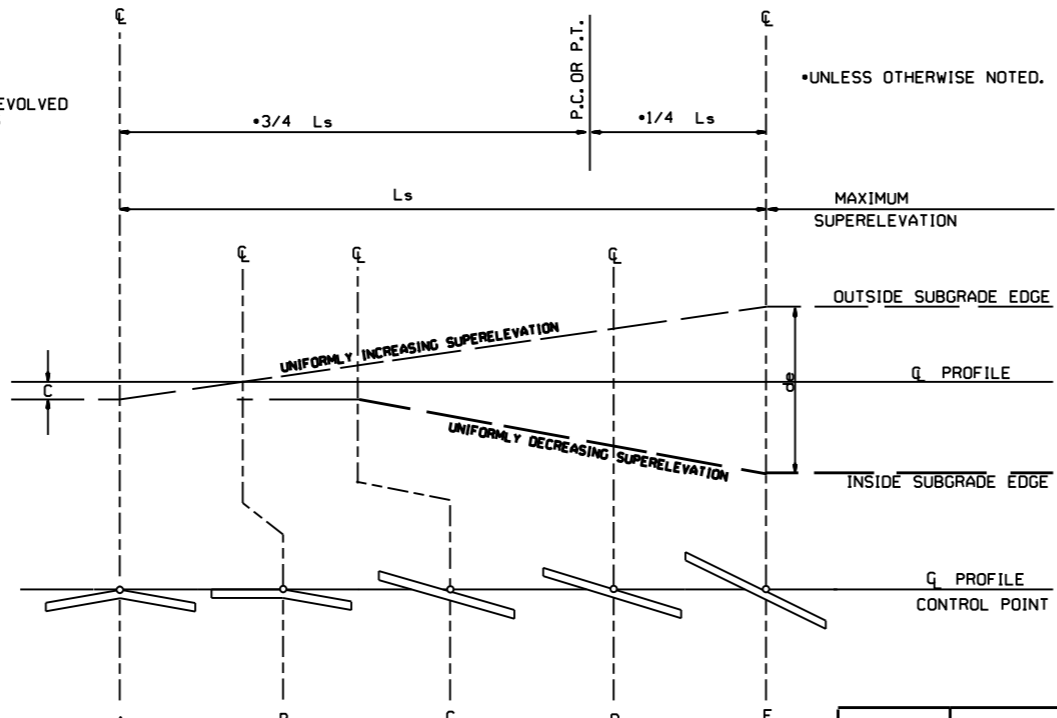 ℄ ℄
P.C. OR P.T.
•UNLESS OTHERWISE NOTED.
EVOLVED
•3/4 Ls •1/4 Ls
Ls
MAXIMUM
SUPERELEVATION
℄ ℄ ℄
OUTSIDE SUBGRADE EDGE
UNIFORMLY INCREASING SUPERELEVATION
℄ PROFILE
C
de
UNIFORMLY DECREASING SUPERELEVATION
INSIDE SUBGRADE EDGE
℄ PROFILE
CONTROL POINT